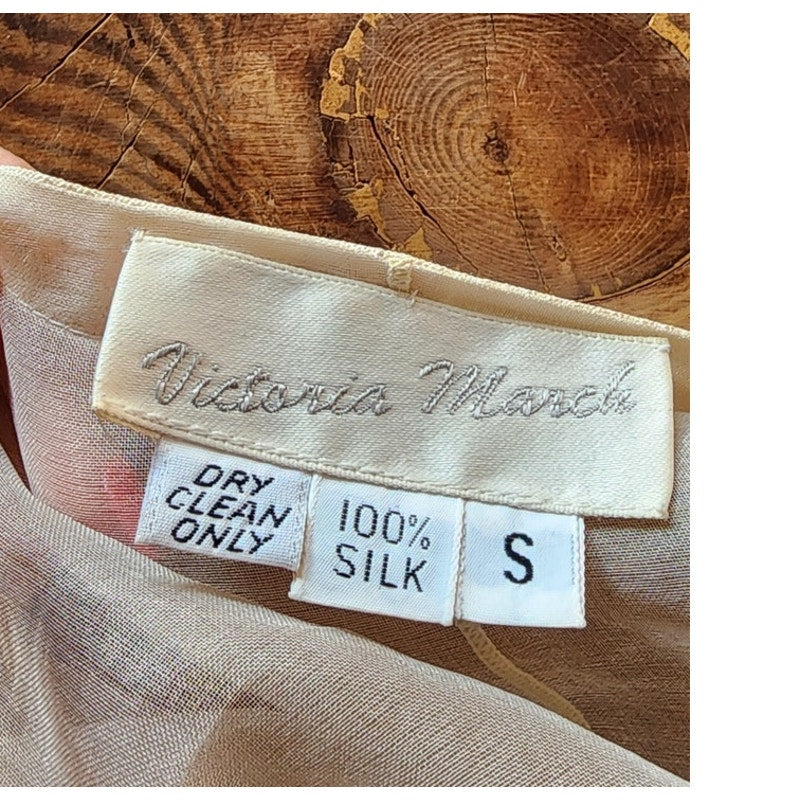 Victoria March
DRY
CLEAN
ONLY
100%
SILK
S